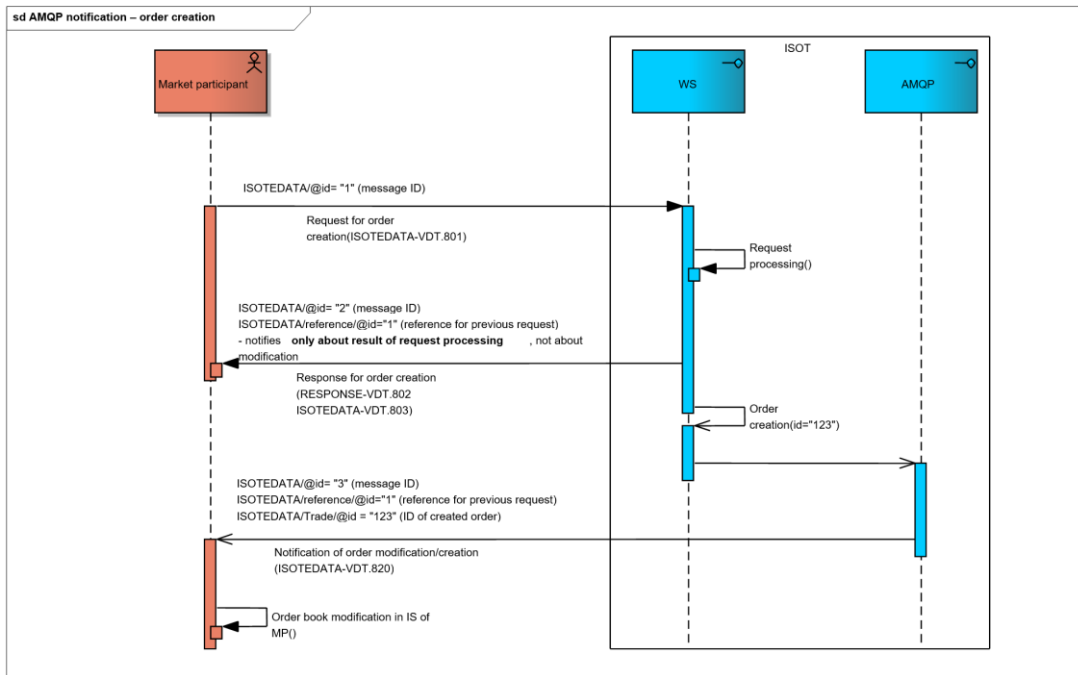 sd AMQP notification – order creation
ISOT
Market participant
WS
AMQP
ISOTEDATA/@id= "1" (message ID)
Request for order
creation(ISOTEDATA-VDT.801)
Request
processing()
ISOTEDATA/@id= "2" (message ID)
ISOTEDATA/reference/@id="1" (reference for previous request)
- notifies only about result of request processing , not about
modification
Response for order creation
(RESPONSE-VDT.802
ISOTEDATA-VDT.803)
Order
creation(id="123")
ISOTEDATA/@id= "3" (message ID)
ISOTEDATA/reference/@id="1" (reference for previous request)
ISOTEDATA/Trade/@id = "123" (ID of created order)
Notification of order modification/creation
(ISOTEDATA-VDT.820)
Order book modification in IS of
MP()